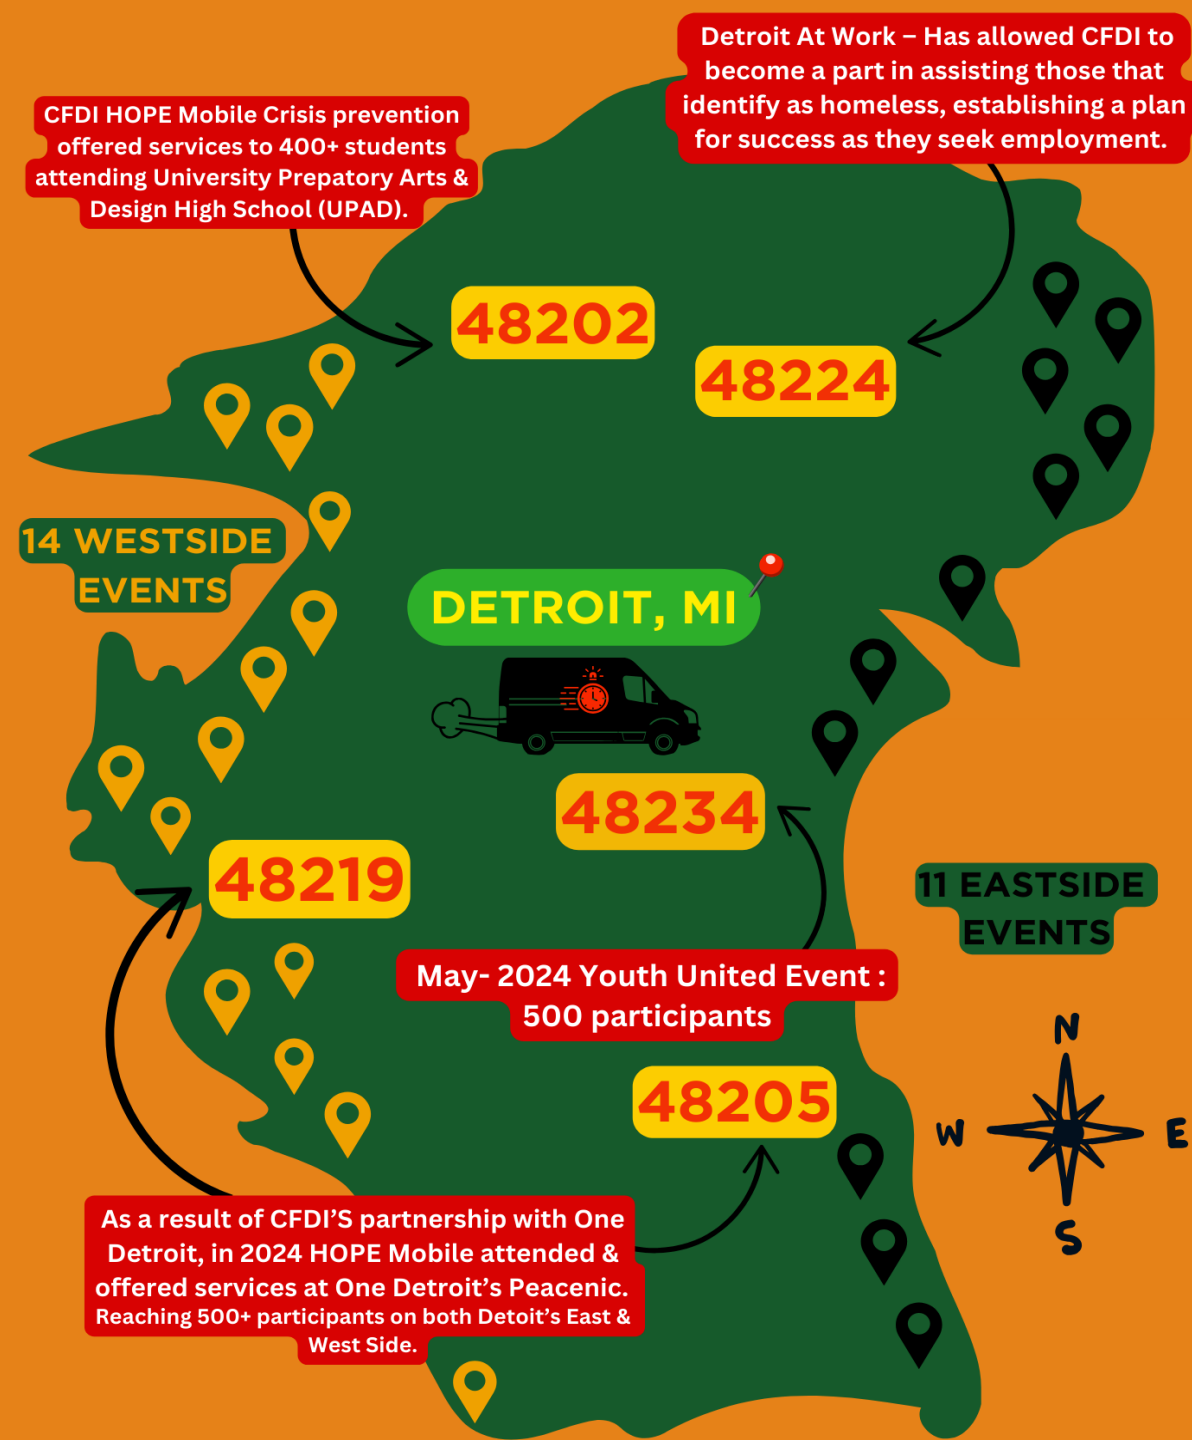 Detroit At Work – Has allowed CFDI to
become a part in assisting those that
identify as homeless, establishing a plan
for success as they seek employment.
CFDI HOPE Mobile Crisis prevention
offered services to 400+ students
attending University Prepatory Arts &
Design High School (UPAD).
48202
48224
14 WESTSIDE
EVENTS
DETROIT, MI
48234
48219
11 EASTSIDE
EVENTS
May- 2024 Youth United Event :
500 participants
N
W
E
S
48205
As a result of CFDI'S partnership with One
Detroit, in 2024 HOPE Mobile attended &
offered services at One Detroit's Peacenic.
Reaching 500+ participants on both Detoit's East &
West Side.